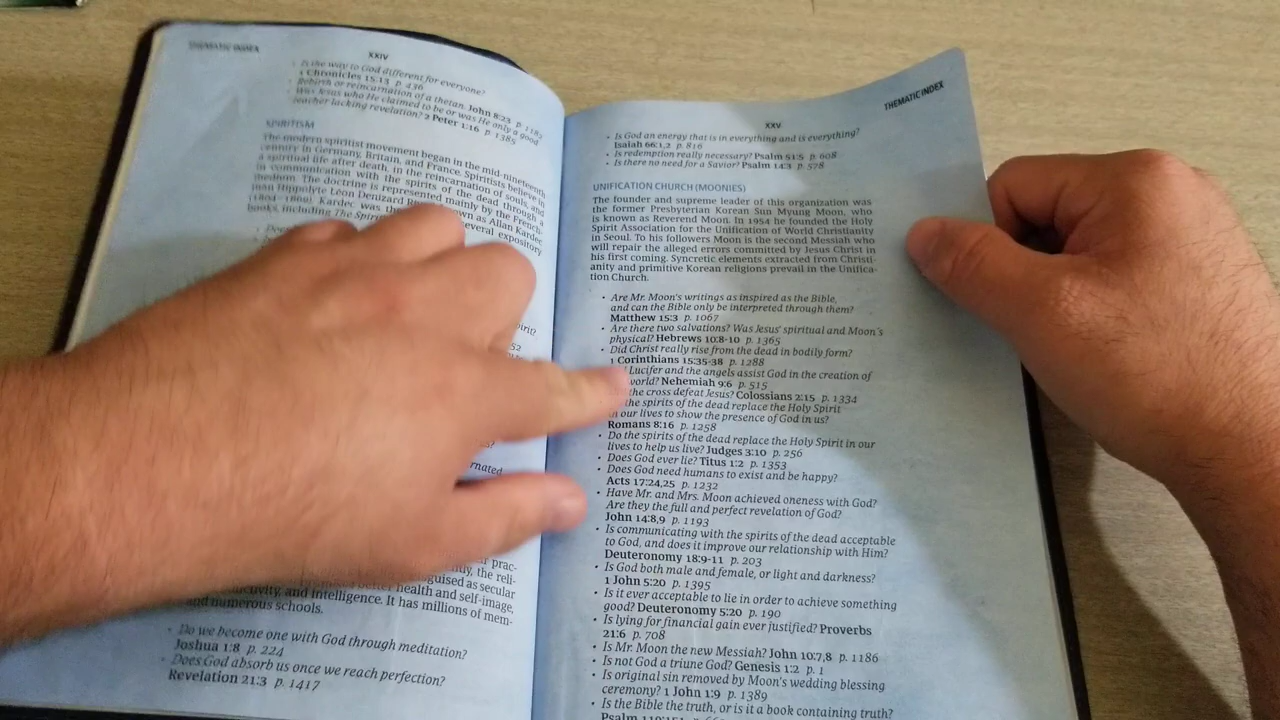 THEMATIC INDEX
XXIV
• Is the way to God different for everyone?
1 Chronicles 15:13 p. 436
• Rebirth or reincarnation of a thetan. John 8:23 p. 1183
• Was Jesus who He claimed to be or was He only a good
teacher lacking revelation? 2 Peter 1:16 p. 1385
SPIRITISM
The modern spiritist movement began in the mid-nineteenth
century in Germany, Britain, and France. Spiritists believe in
a spiritual life after death, in the reincarnation of souls, and
in communication with the spirits of the dead through a
The doctrine is represented mainly by the French-
man Hippolyte Léon Denizard
(1804–1869). Kardec was the own as Allan Kardec
books, including The Spiri several expository
prac-
the reli-
guised as secular
health and self-image,
and intelligence. It has millions of mem-
and numerous schools.
• Do we become one with God through meditation?
Joshua 1:8 p. 224
• Does God absorb us once we reach perfection?
Revelation 21:3 p. 1417
THEMATIC INDEX
XXV
• Is God an energy that is in everything and is everything?
Isaiah 66:1,2 p. 816
• Is redemption really necessary? Psalm 51:5 p. 608
• Is there no need for a Savior? Psalm 14:3 p. 578
UNIFICATION CHURCH (MOONIES)
The founder and supreme leader of this organization was
the former Presbyterian Korean Sun Myung Moon, who
is known as Reverend Moon. In 1954 he founded the Holy
Spirit Association for the Unification of World Christianity
in Seoul. To his followers Moon is the second Messiah who
will repair the alleged errors committed by Jesus Christ in
his first coming. Syncretic elements extracted from Christi-
anity and primitive Korean religions prevail in the Unifica-
tion Church.
• Are Mr. Moon's writings as inspired as the Bible,
and can the Bible only be interpreted through them?
Matthew 15:3 p. 1067
• Are there two salvations? Was Jesus' spiritual and Moon's
physical? Hebrews 10:8-10 p. 1365
• Did Christ really rise from the dead in bodily form?
1 Corinthians 15:35-38 p. 1288
Lucifer and the angels assist God in the creation of
world? Nehemiah 9:6 p. 515
the cross defeat Jesus? Colossians 2:15 p. 1334
the spirits of the dead replace the Holy Spirit
in our lives to show the presence of God in us?
Romans 8:16 p. 1258
• Do the spirits of the dead replace the Holy Spirit in our
lives to help us live? Judges 3:10 p. 256
• Does God ever lie? Titus 1:2 p. 1353
• Does God need humans to exist and be happy?
Acts 17:24,25 p. 1232
• Have Mr. and Mrs. Moon achieved oneness with God?
Are they the full and perfect revelation of God?
John 14:8,9 p. 1193
• Is communicating with the spirits of the dead acceptable
to God, and does it improve our relationship with Him?
Deuteronomy 18:9-11 p. 203
• Is God both male and female, or light and darkness?
1 John 5:20 p. 1395
• Is it ever acceptable to lie in order to achieve something
good? Deuteronomy 5:20 p. 190
• Is lying for financial gain ever justified? Proverbs
21:6 p. 708
• Is Mr. Moon the new Messiah? John 10:7,8 p. 1186
• Is not God a triune God? Genesis 1:2 p. 1
• Is original sin removed by Moon's wedding blessing
ceremony? 1 John 1:9 p. 1389
• Is the Bible the truth, or is it a book containing truth?
Psalm